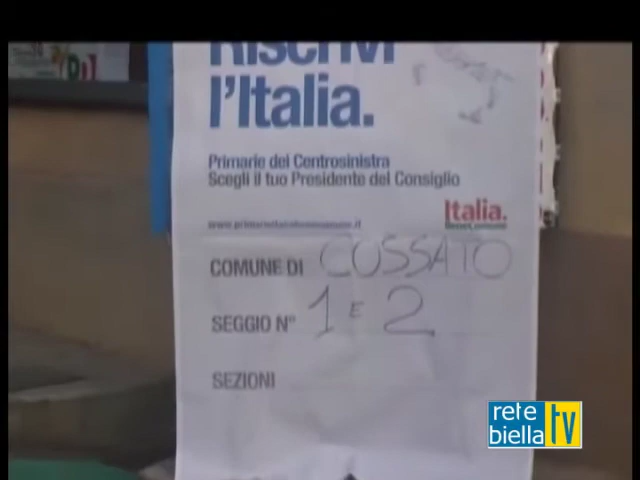 RISCRIVI
l'Italia.
Primarie del Centrosinistra
Scegli il tuo Presidente del Consiglio
Italia.
COMUNE DI COSSATO
SEGGIO N° 1 E 2
SEZIONI
rete
biella tv